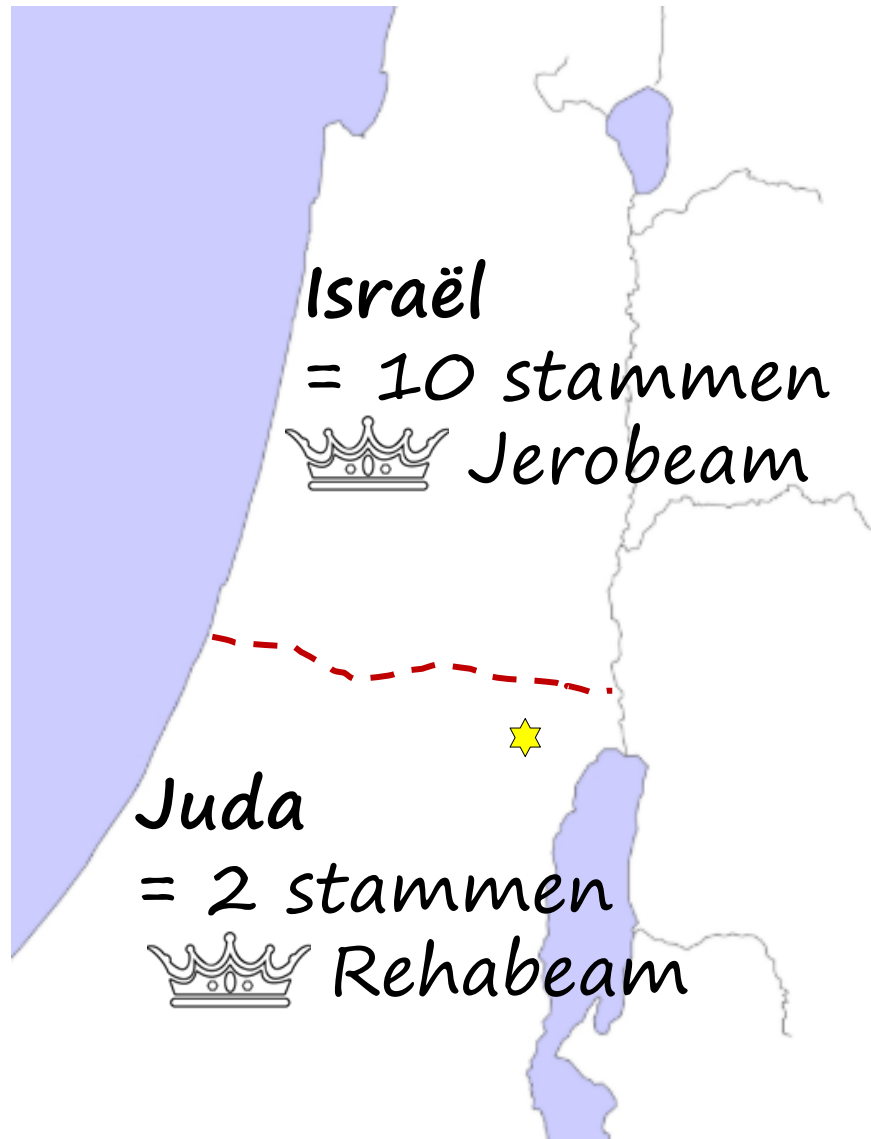 Israël
= 10 stammen
Jerobeam
Juda
= 2 stammen
Rehabeam